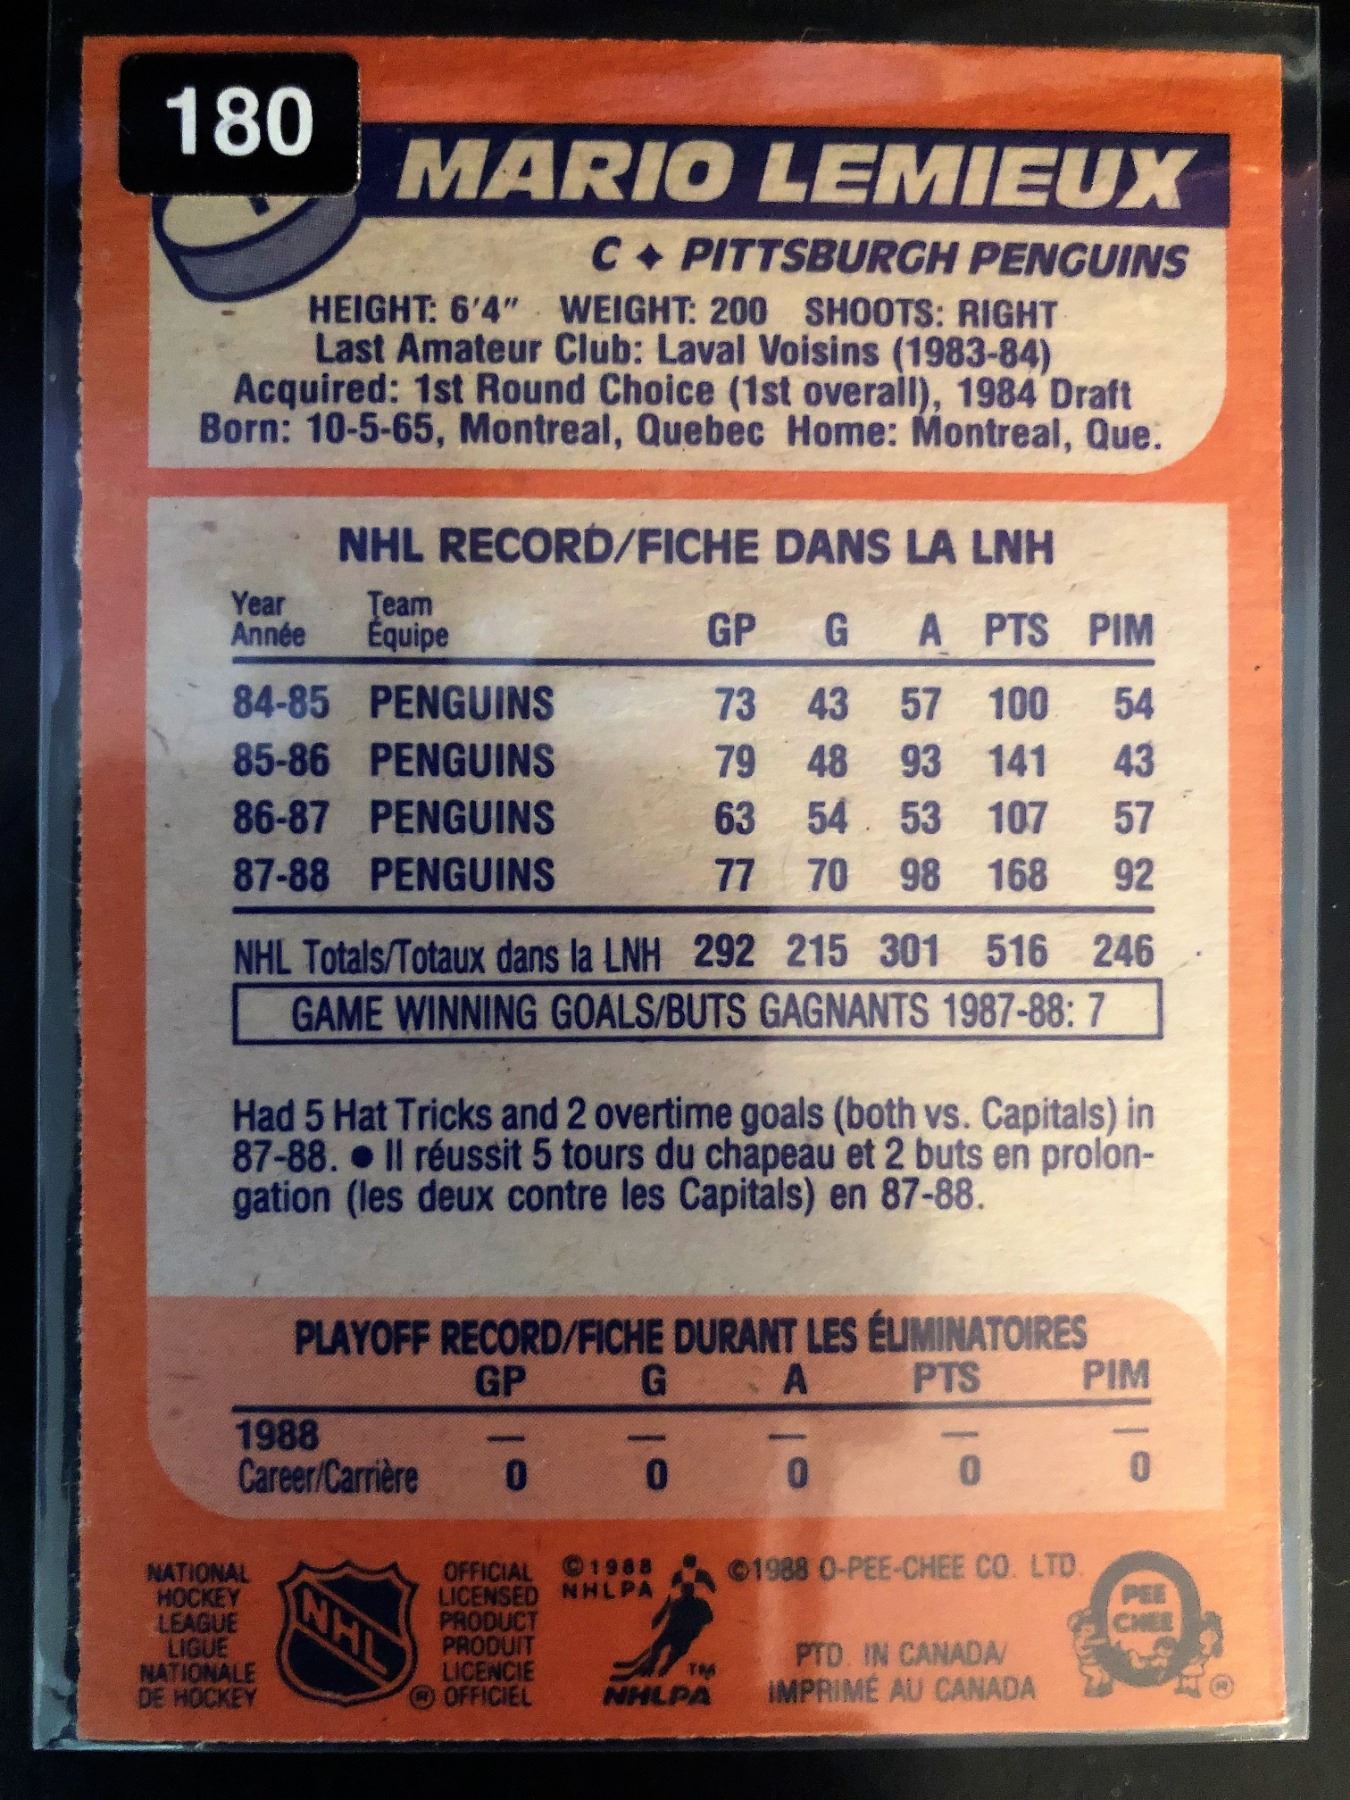 180
MARIO LEMIEUX
C ✦ PITTSBURGH PENGUINS
HEIGHT: 6'4" WEIGHT: 200 SHOOTS: RIGHT
Last Amateur Club: Laval Voisins (1983-84)
Acquired: 1st Round Choice (1st overall), 1984 Draft
Born: 10-5-65, Montreal, Quebec Home: Montreal, Que.
NHL RECORD/FICHE DANS LA LNH
Year Team
Année Équipe GP G A PTS PIM
84-85 PENGUINS 73 43 57 100 54
85-86 PENGUINS 79 48 93 141 43
86-87 PENGUINS 63 54 53 107 57
87-88 PENGUINS 77 70 98 168 92
NHL Totals/Totaux dans la LNH 292 215 301 516 246
GAME WINNING GOALS/BUTS GAGNANTS 1987-88: 7
Had 5 Hat Tricks and 2 overtime goals (both vs. Capitals) in
87-88. ● Il réussit 5 tours du chapeau et 2 buts en prolon-
gation (les deux contre les Capitals) en 87-88.
PLAYOFF RECORD/FICHE DURANT LES ÉLIMINATOIRES
GP G A PTS PIM
1988 — — — — —
Career/Carrière 0 0 0 0 0
NATIONAL
HOCKEY
LEAGUE
LIGUE
NATIONALE
DE HOCKEY
NHL
®
OFFICIAL
LICENSED
PRODUCT
PRODUIT
LICENCIE
OFFICIEL
©1988
NHLPA
TM
NHLPA
©1988 O-PEE-CHEE CO. LTD.
PTD. IN CANADA/
IMPRIMÉ AU CANADA
PEE
CHEE
®